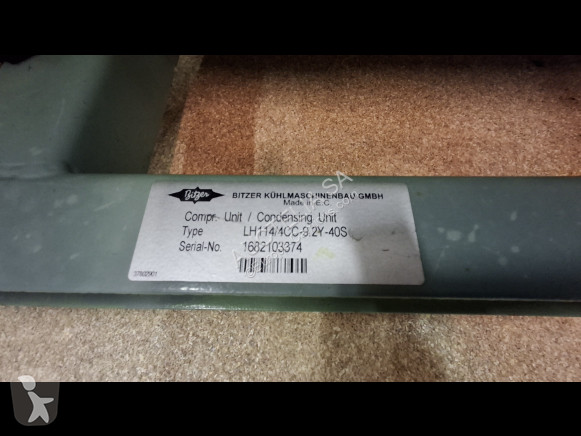 Bitzer
BITZER KÜHLMASCHINENBAU GMBH
Made in E.C.
Compr.- Unit / Condensing Unit
Type LH114/4CC-9.2Y-40S
Serial-No. 1682103374